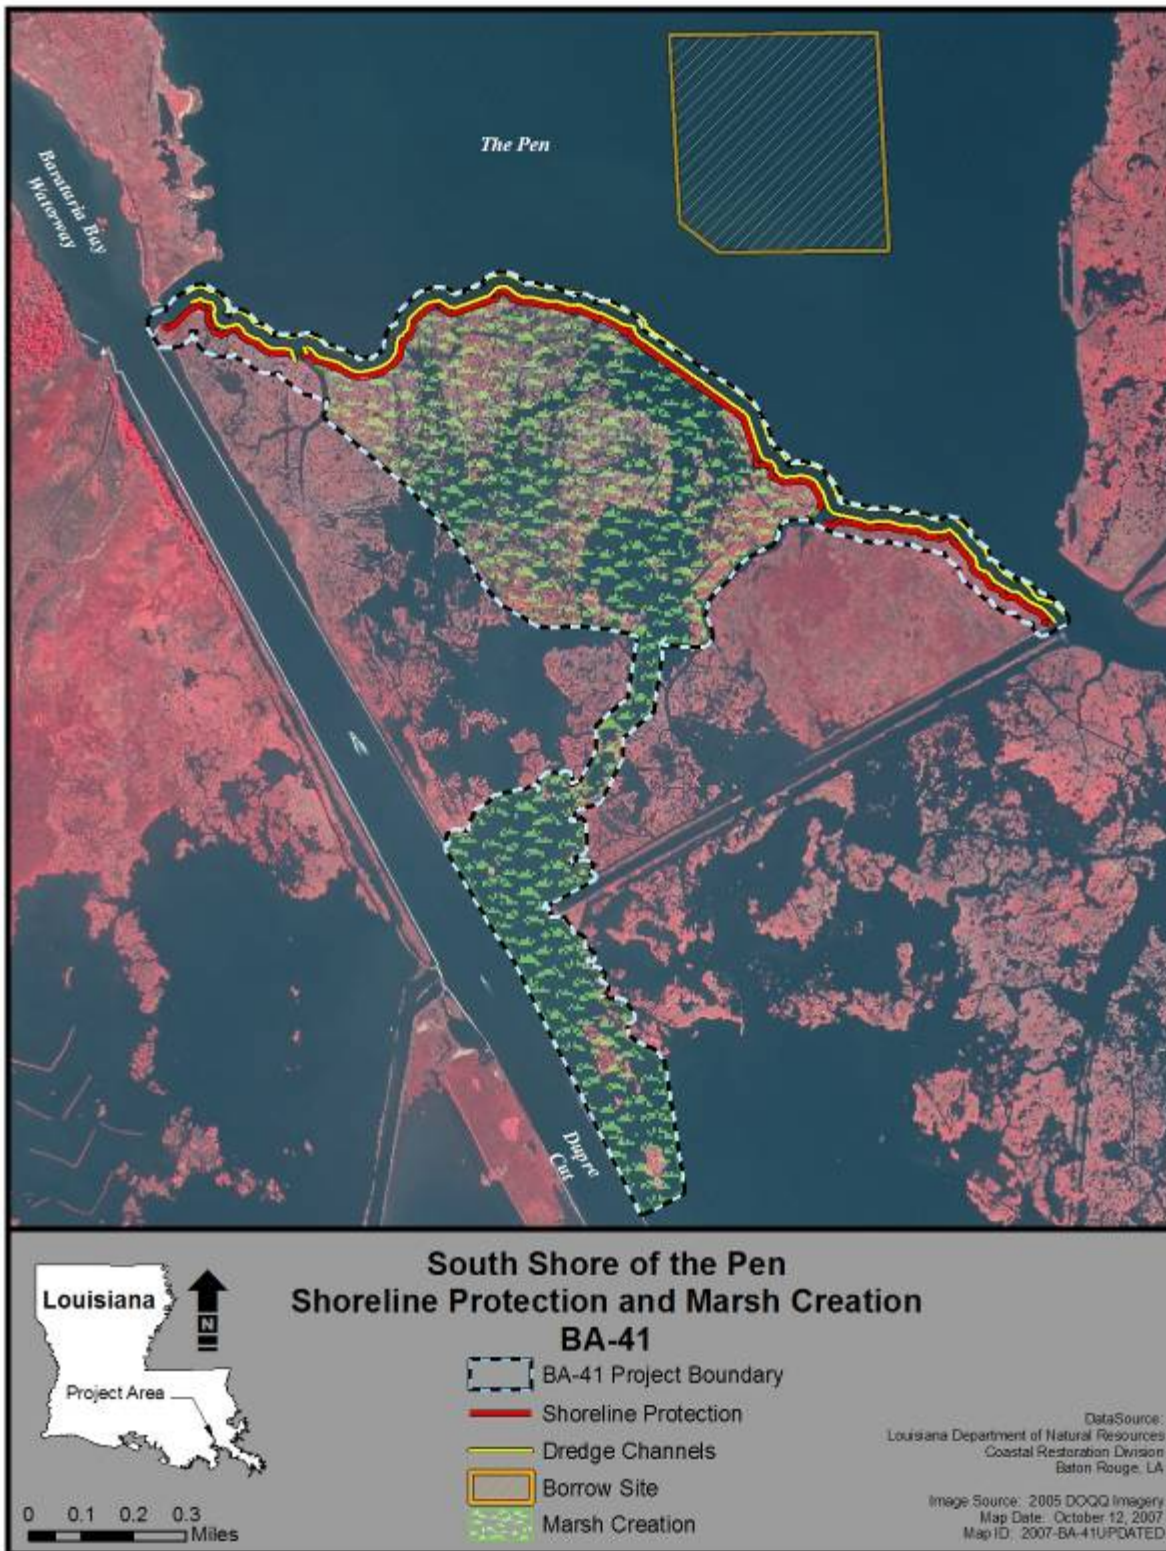 The Pen
Barataria Bay
Waterway
Dupre
Cut
South Shore of the Pen
Shoreline Protection and Marsh Creation
BA-41
Louisiana
N
Project Area
BA-41 Project Boundary
Shoreline Protection
Dredge Channels
Borrow Site
Marsh Creation
0 0.1 0.2 0.3
Miles
DataSource:
Louisiana Department of Natural Resources
Coastal Restoration Division
Baton Rouge, LA
Image Source: 2005 DOQQ Imagery
Map Date: October 12, 2007
Map ID: 2007-BA-41UPDATED